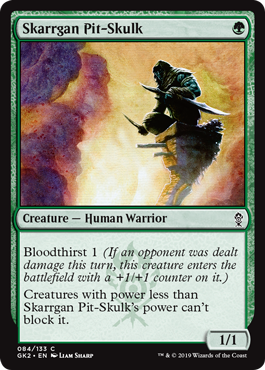 Skarrgan Pit-Skulk
Creature — Human Warrior
Bloodthirst 1 (If an opponent was dealt
damage this turn, this creature enters the
battlefield with a +1/+1 counter on it.)
Creatures with power less than
Skarrgan Pit-Skulk's power can't
block it.
1/1
084/133 C
GK2 • EN Liam Sharp
™ & © 2019 Wizards of the Coast